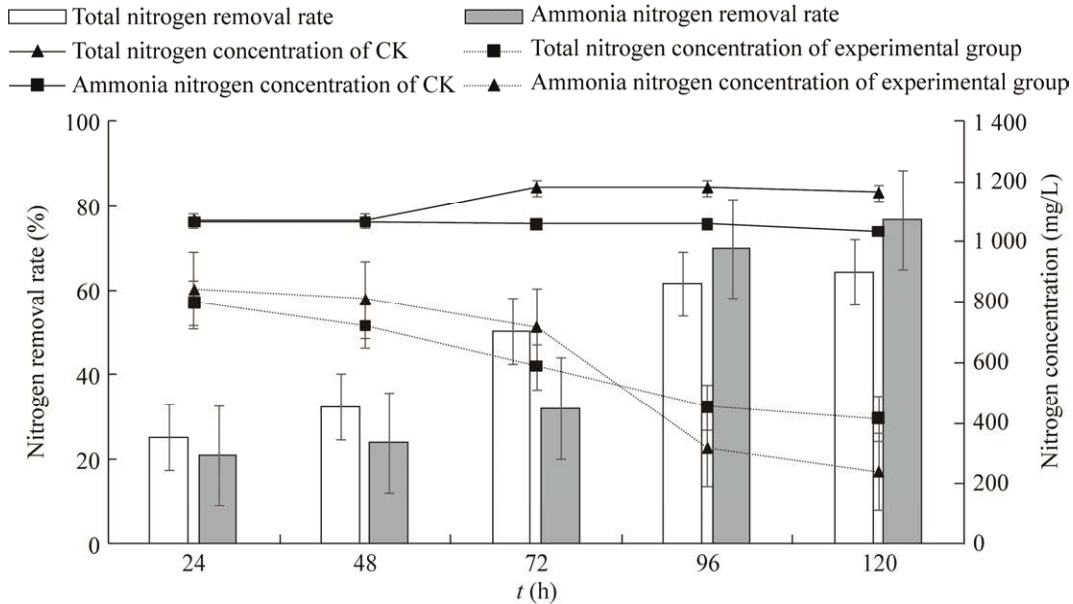 Total nitrogen removal rate Ammonia nitrogen removal rate
Total nitrogen concentration of CK Total nitrogen concentration of experimental group
Ammonia nitrogen concentration of CK Ammonia nitrogen concentration of experimental group
100 1 400
1 200
80
1 000
60 800
600
40
400
20
200
0 0
Nitrogen removal rate (%)
Nitrogen concentration (mg/L)
24 48 72 96 120
t (h)